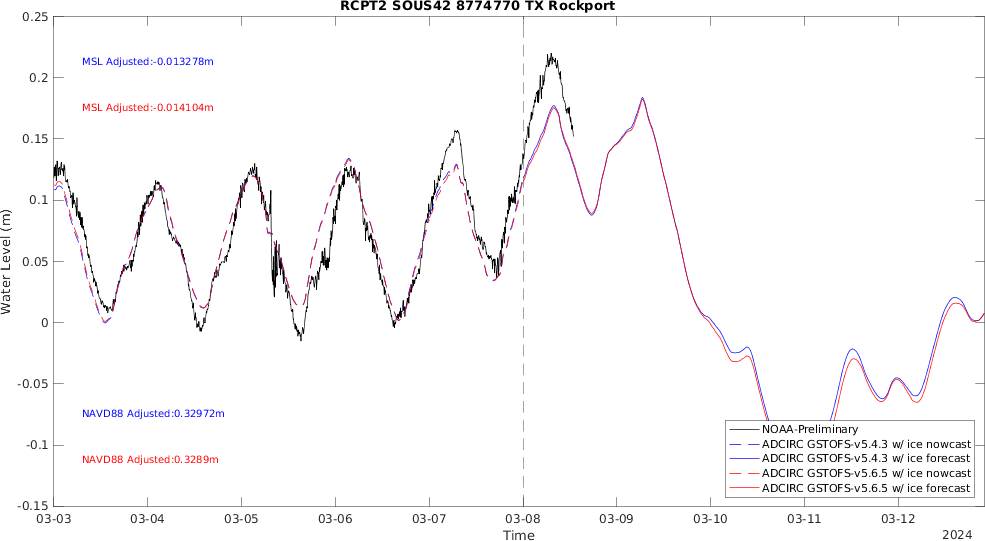 RCPT2 SOUS42 8774770 TX Rockport
0.25
0.2
0.15
0.1
0.05
0
-0.05
-0.1
-0.15
Water Level (m)
MSL Adjusted:-0.013278m
MSL Adjusted:-0.014104m
NAVD88 Adjusted:0.32972m
NAVD88 Adjusted:0.3289m
NOAA-Preliminary
ADCIRC GSTOFS-v5.4.3 w/ ice nowcast
ADCIRC GSTOFS-v5.4.3 w/ ice forecast
ADCIRC GSTOFS-v5.6.5 w/ ice nowcast
ADCIRC GSTOFS-v5.6.5 w/ ice forecast
03-03 03-04 03-05 03-06 03-07 03-08 03-09 03-10 03-11 03-12
Time
2024